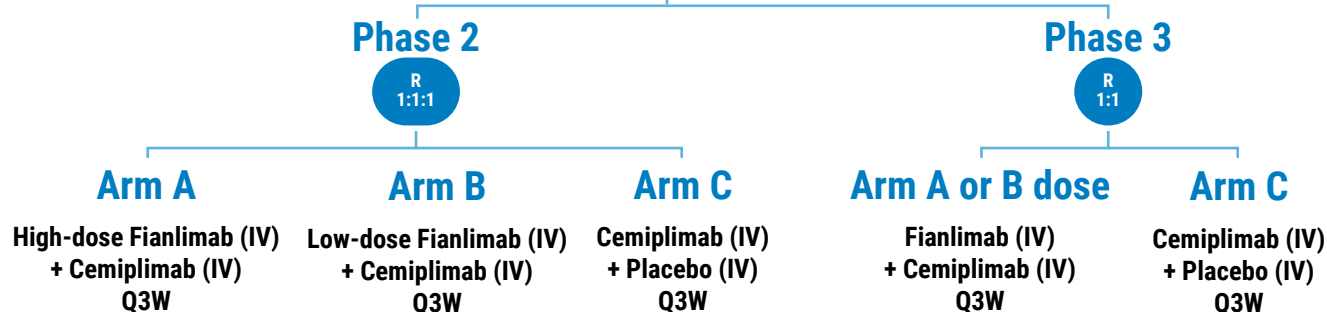 Phase 2
R
1:1:1
Arm A
High-dose Fianlimab (IV)
+ Cemiplimab (IV)
Q3W
Arm B
Low-dose Fianlimab (IV)
+ Cemiplimab (IV)
Q3W
Arm C
Cemiplimab (IV)
+ Placebo (IV)
Q3W
Phase 3
R
1:1
Arm A or B dose
Fianlimab (IV)
+ Cemiplimab (IV)
Q3W
Arm C
Cemiplimab (IV)
+ Placebo (IV)
Q3W